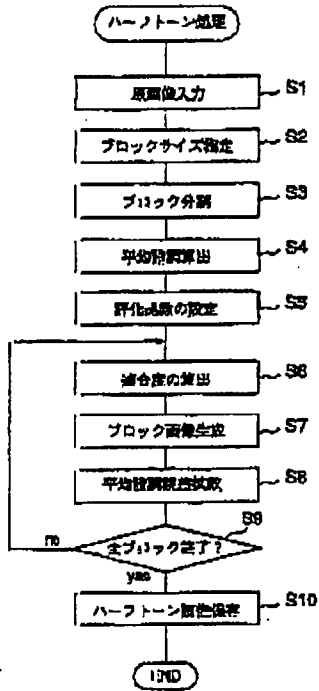 ハーフトーン処理
原画像入力
S1
ブロックサイズ指定
S2
ブロック分割
S3
平均階調算出
S4
評価関数の設定
S5
適合度の算出
S6
ブロック画像生成
S7
平均階調誤差拡散
S8
全ブロック終了?
S9
no
yes
ハーフトーン画像保存
S10
END